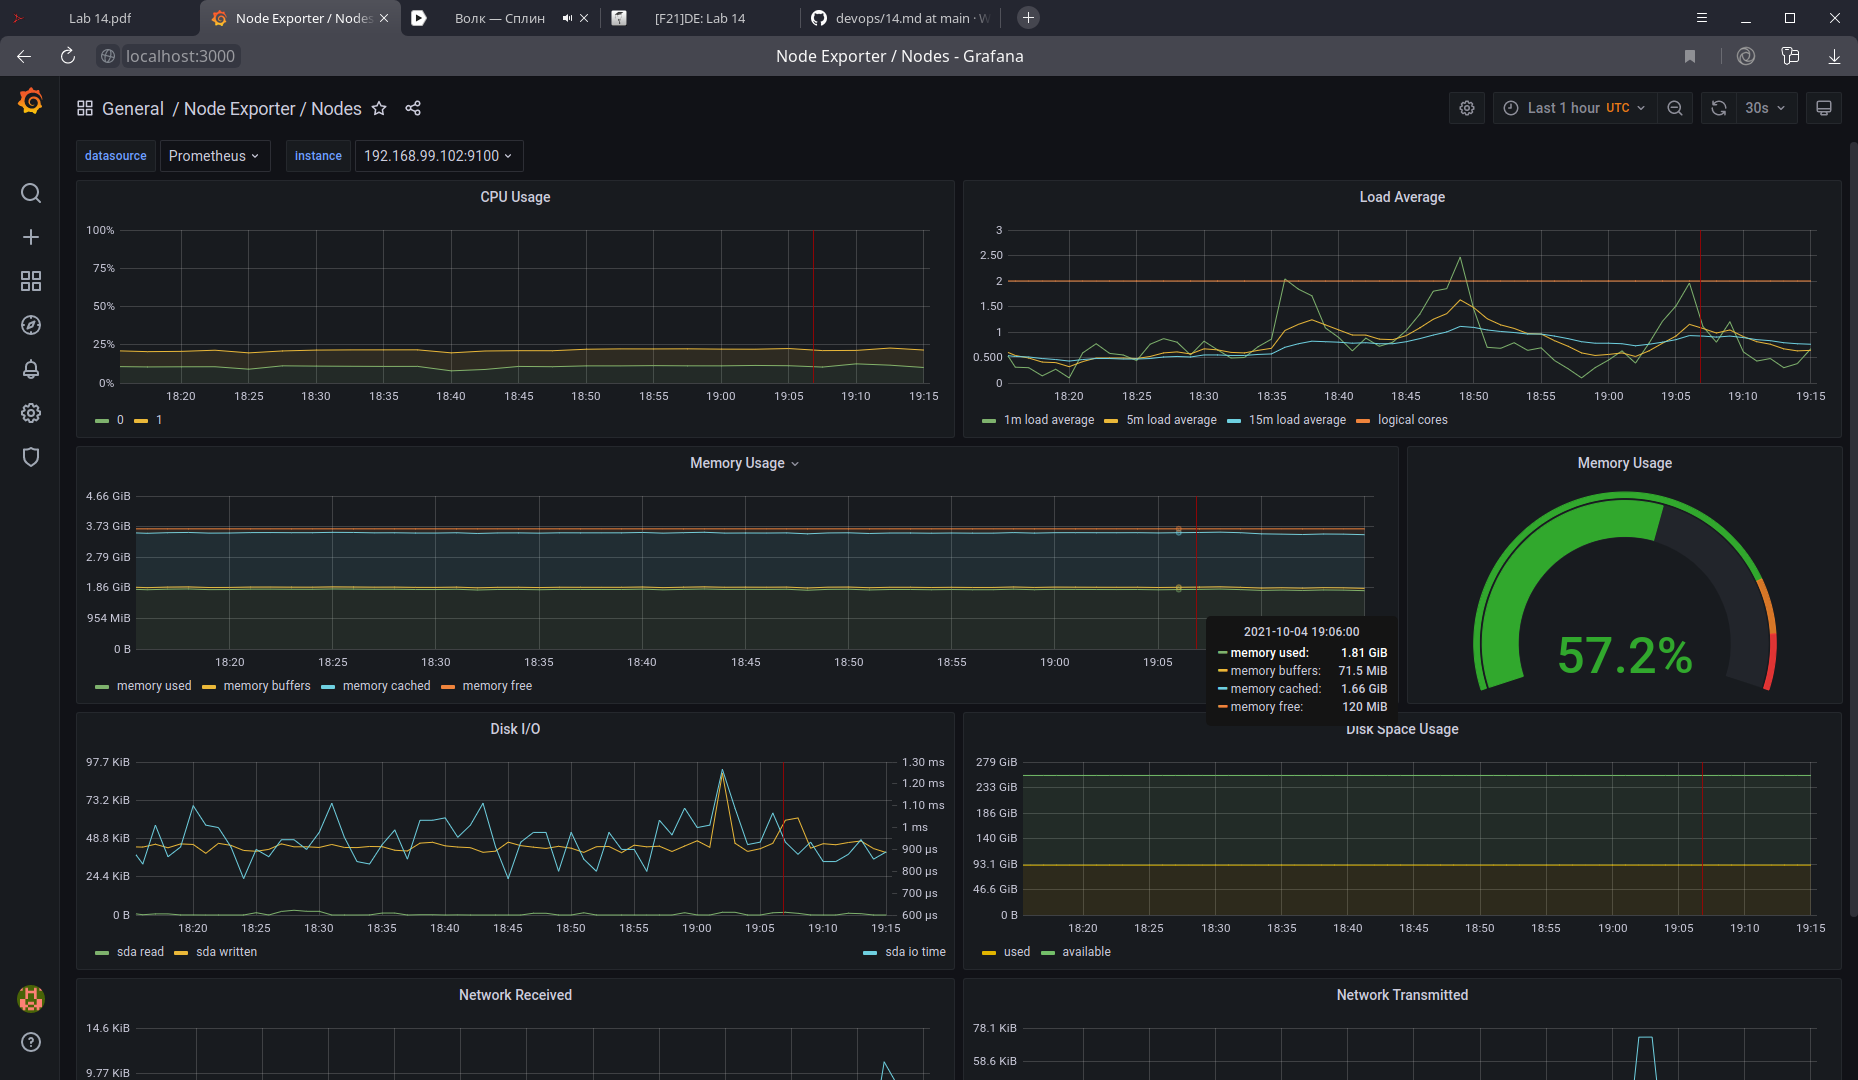 Lab 14.pdf
Node Exporter / Nodes
Волк — Сплин
[F21]DE: Lab 14
devops/14.md at main · W
localhost:3000
Node Exporter / Nodes - Grafana
General / Node Exporter / Nodes
Last 1 hour UTC
30s
datasource
Prometheus
instance
192.168.99.102:9100
CPU Usage
100%
75%
50%
25%
0%
18:20 18:25 18:30 18:35 18:40 18:45 18:50 18:55 19:00 19:05 19:10 19:15
0 1
Load Average
3
2.50
2
1.50
1
0.500
0
18:20 18:25 18:30 18:35 18:40 18:45 18:50 18:55 19:00 19:05 19:10 19:15
1m load average 5m load average 15m load average logical cores
Memory Usage
4.66 GiB
3.73 GiB
2.79 GiB
1.86 GiB
954 MiB
0 B
18:20 18:25 18:30 18:35 18:40 18:45 18:50 18:55 19:00 19:05
memory used memory buffers memory cached memory free
2021-10-04 19:06:00
memory used: 1.81 GiB
memory buffers: 71.5 MiB
memory cached: 1.66 GiB
memory free: 120 MiB
Memory Usage
57.2%
Disk I/O
97.7 KiB
73.2 KiB
48.8 KiB
24.4 KiB
0 B
1.30 ms
1.20 ms
1.10 ms
1 ms
900 µs
800 µs
700 µs
600 µs
18:20 18:25 18:30 18:35 18:40 18:45 18:50 18:55 19:00 19:05 19:10 19:15
sda read sda written
sda io time
Disk Space Usage
279 GiB
233 GiB
186 GiB
140 GiB
93.1 GiB
46.6 GiB
0 B
18:20 18:25 18:30 18:35 18:40 18:45 18:50 18:55 19:00 19:05 19:10 19:15
used available
Network Received
14.6 KiB
9.77 KiB
Network Transmitted
78.1 KiB
58.6 KiB